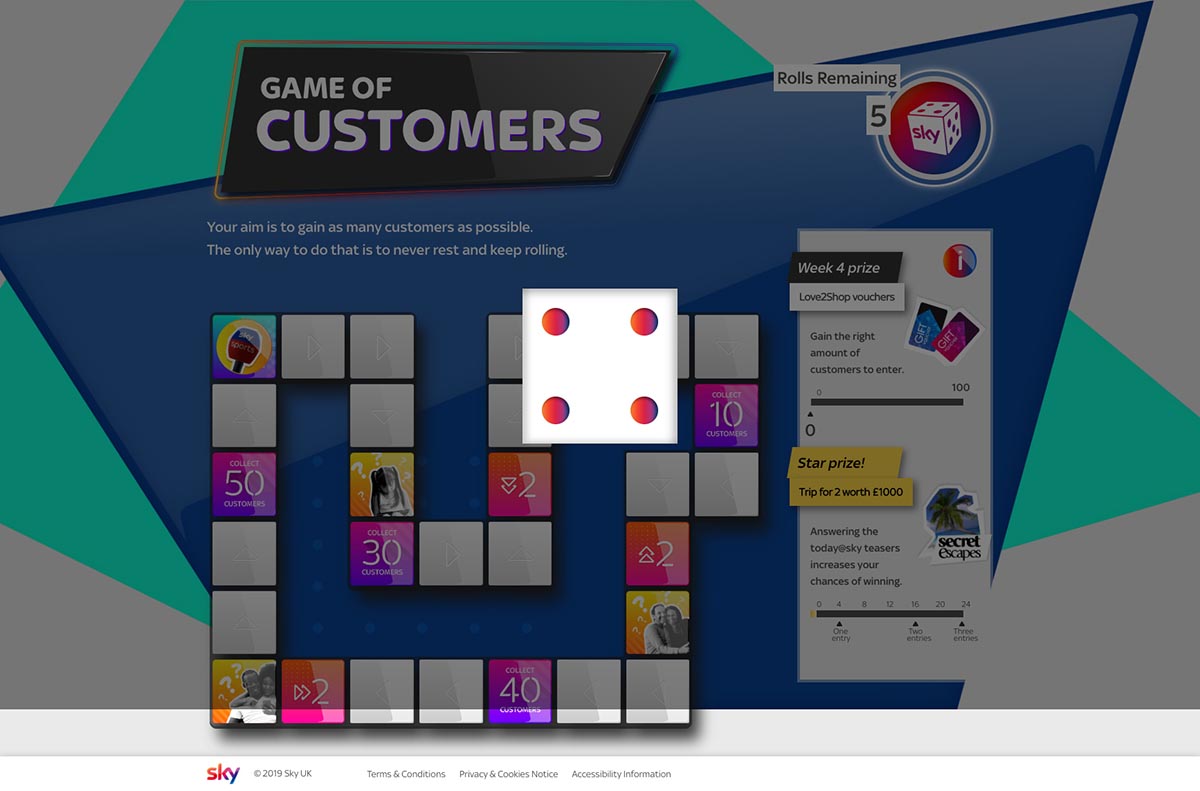 GAME OF
CUSTOMERS
Rolls Remaining
5
sky
Your aim is to gain as many customers as possible.
The only way to do that is to never rest and keep rolling.
Week 4 prize
i
Love2Shop vouchers
Gain the right
amount of
customers to enter.
GIFT
GIFT
0
100
0
Star prize!
Trip for 2 worth £1000
Answering the
today@sky teasers
increases your
chances of winning.
secret
escapes
0 4 8 12 16 20 24
One
entry
Two
entries
Three
entries
sky
sports
COLLECT
10
CUSTOMERS
COLLECT
50
CUSTOMERS
2
COLLECT
30
CUSTOMERS
2
2
COLLECT
40
CUSTOMERS
sky
© 2019 Sky UK
Terms & Conditions
Privacy & Cookies Notice
Accessibility Information